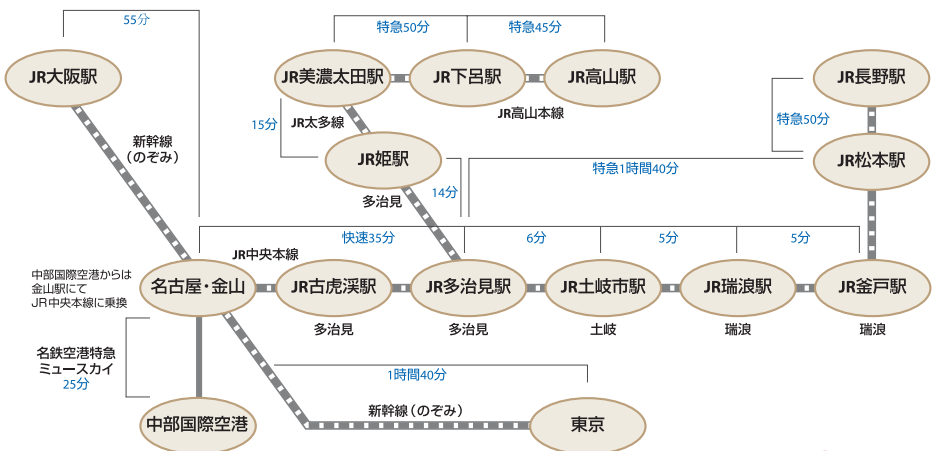 55分
特急50分
特急45分
JR大阪駅
JR美濃太田駅
JR下呂駅
JR高山駅
JR長野駅
JR高山本線
特急50分
15分
JR太多線
新幹線
（のぞみ）
JR姫駅
多治見
14分
特急1時間40分
JR松本駅
快速35分
6分
5分
5分
JR中央本線
中部国際空港からは
金山駅にて
JR中央本線に乗換
名古屋・金山
JR古虎渓駅
JR多治見駅
JR土岐市駅
JR瑞浪駅
JR釜戸駅
多治見
多治見
土岐
瑞浪
瑞浪
名鉄空港特急
ミュースカイ
25分
1時間40分
新幹線（のぞみ）
中部国際空港
東京